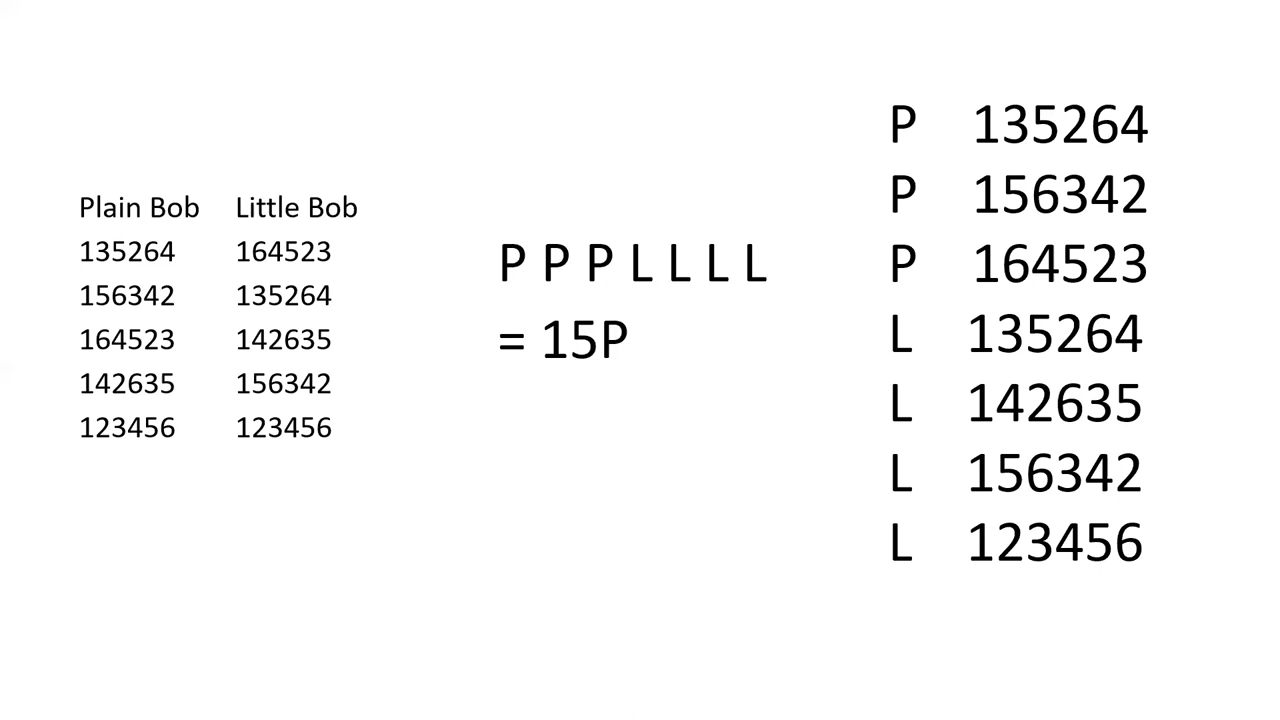 Plain Bob Little Bob
135264 164523
156342 135264
164523 142635
142635 156342
123456 123456
P P P L L L L
= 15P
P 135264
P 156342
P 164523
L 135264
L 142635
L 156342
L 123456